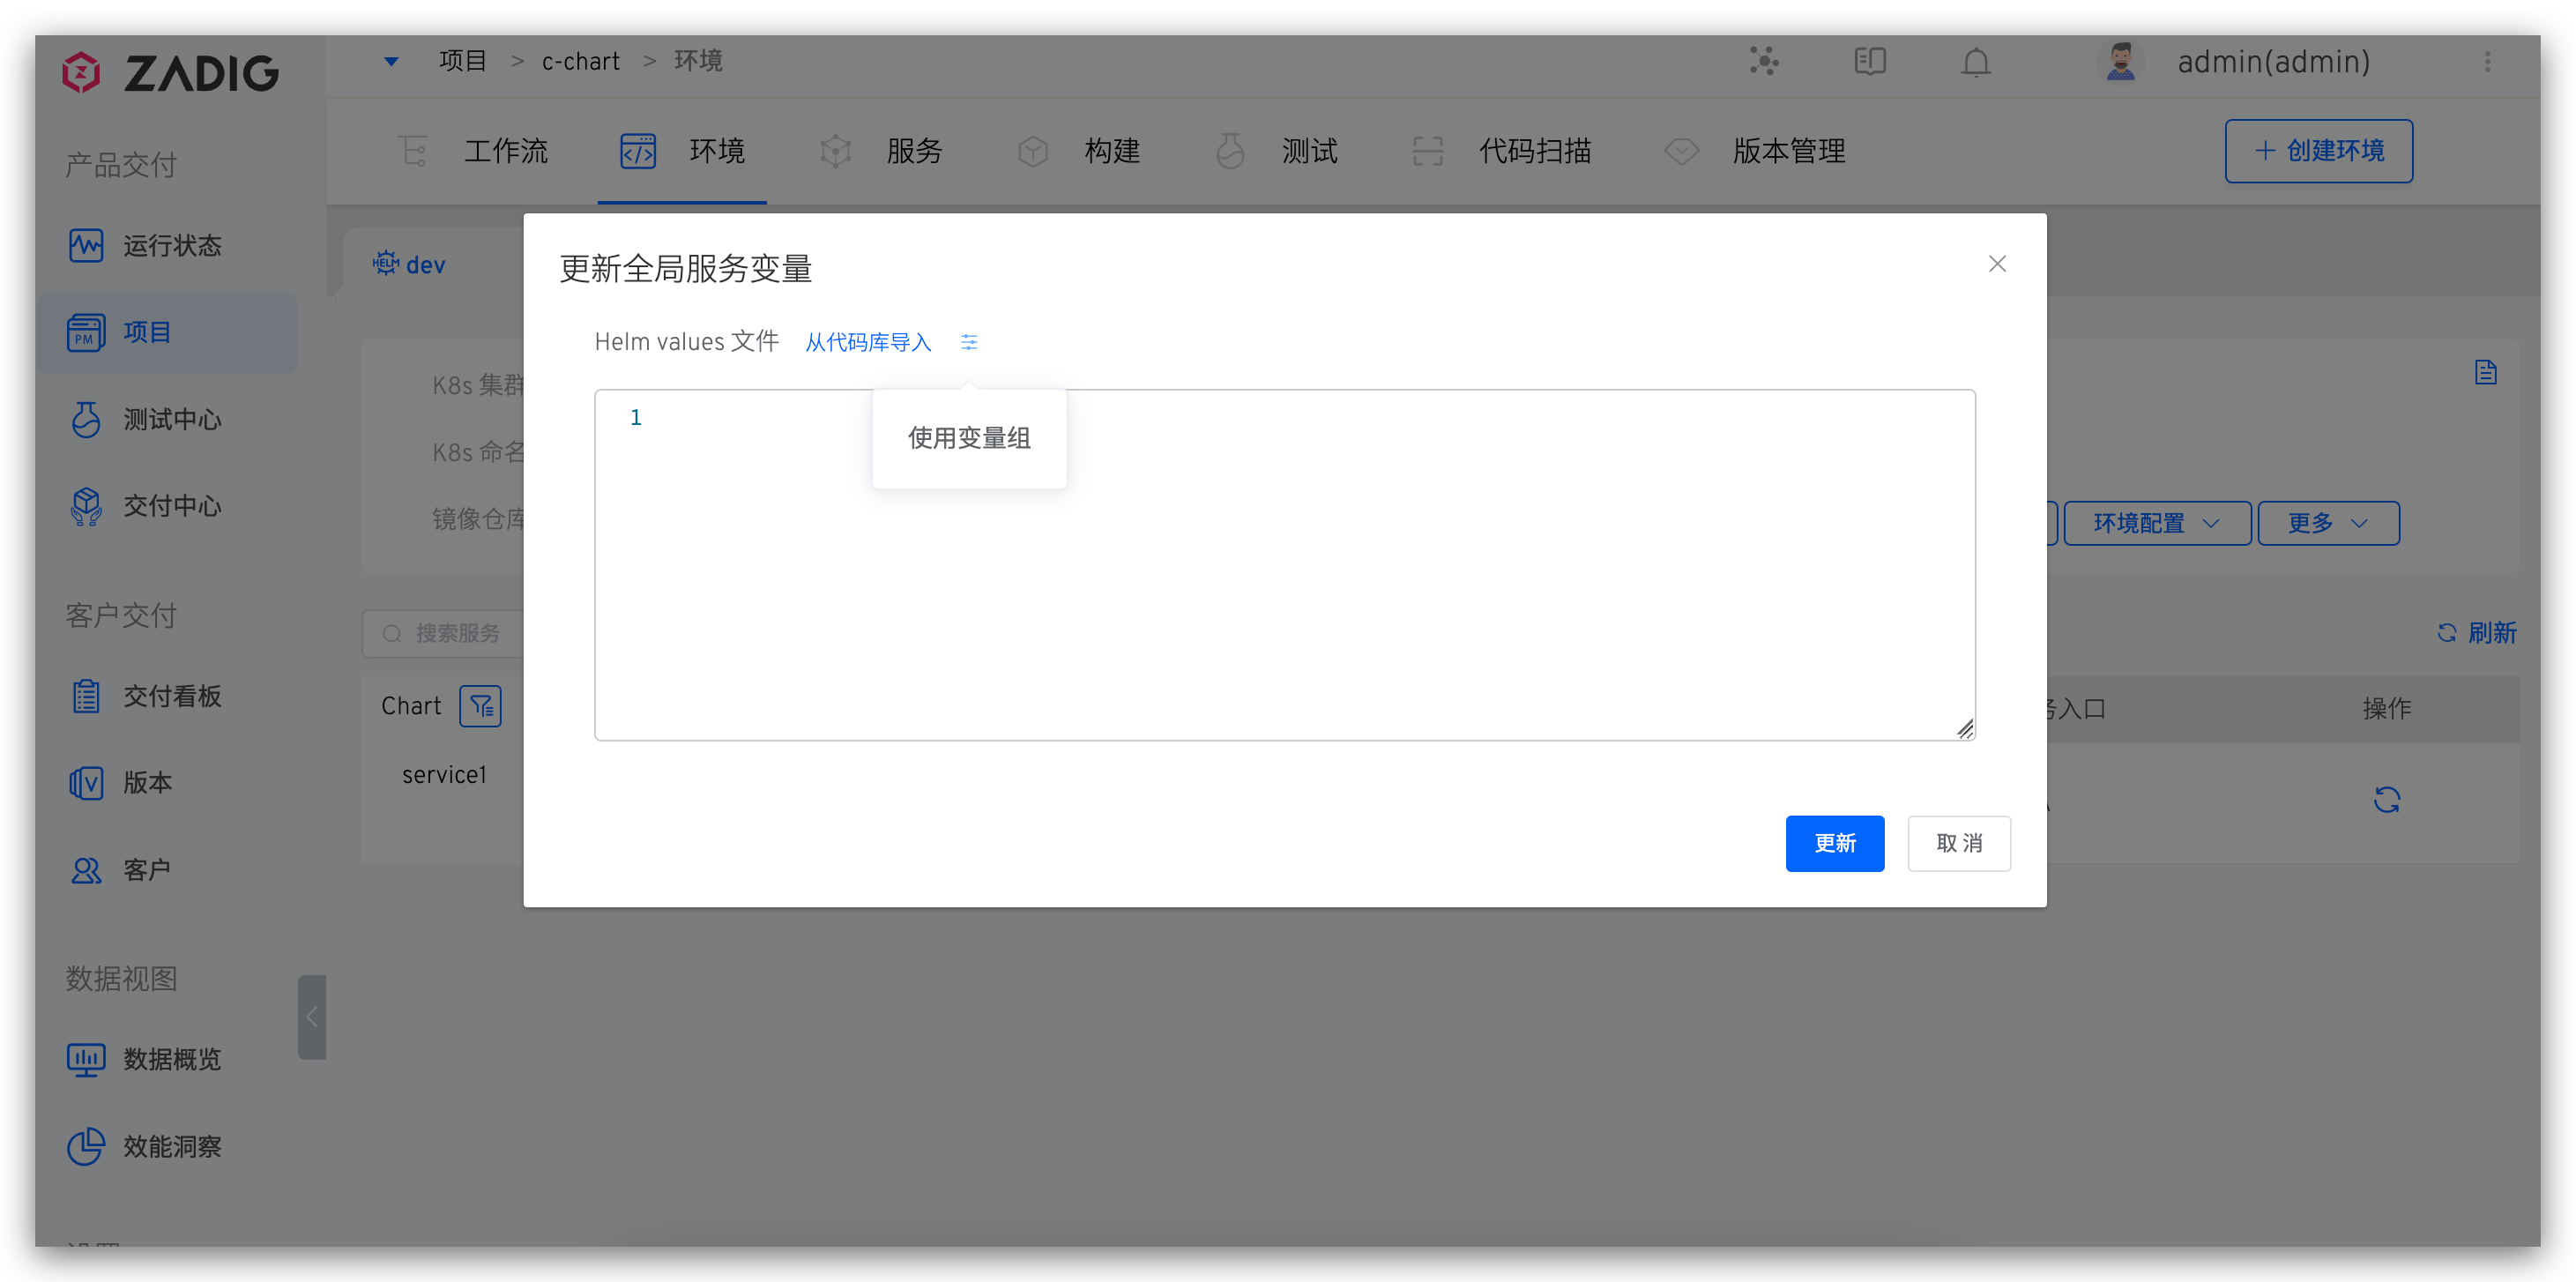 ZADIG
项目 > c-chart > 环境
admin(admin)
工作流
环境
服务
构建
测试
代码扫描
版本管理
+ 创建环境
产品交付
运行状态
PM
项目
测试中心
交付中心
客户交付
交付看板
版本
客户
数据视图
数据概览
效能洞察
HELM dev
K8s 集群
K8s 命名
镜像仓库
环境配置
更多
搜索服务
刷新
Chart
务入口
操作
service1
更新全局服务变量
Helm values 文件
从代码库导入
使用变量组
1
更新
取消